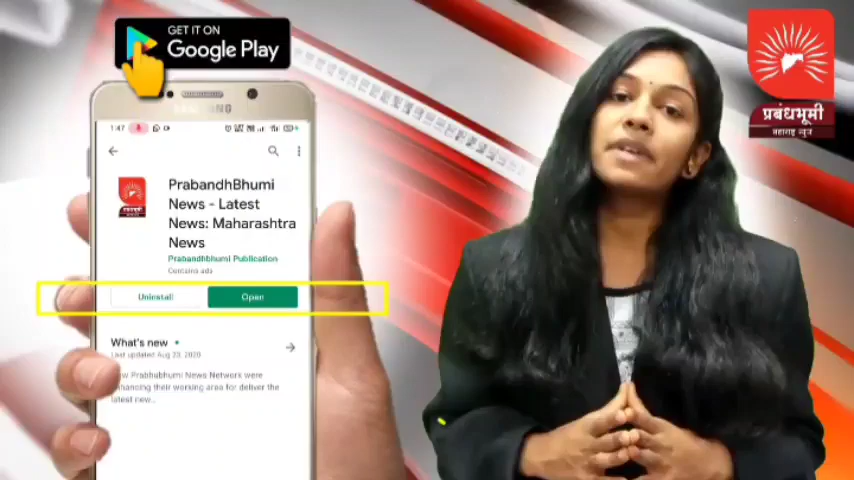 GET IT ON
Google Play
SAMSUNG
1:47
PrabandhBhumi
News - Latest
News: Maharashtra
News
Prabandhbhumi Publication
Contains ads
Uninstall
Open
What's new
Last updated Aug 23, 2020
Prabhabhumi News Network were
enhancing their working area for deliver the
latest new...
प्रबंधभूमी
महाराष्ट्र न्यूज